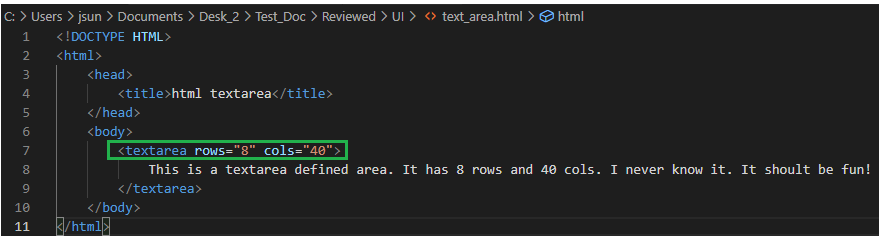 C: > Users > jsun > Documents > Desk_2 > Test_Doc > Reviewed > UI > <> text_area.html > html
1 <!DOCTYPE HTML>
2 <html>
3 <head>
4 <title>html textarea</title>
5 </head>
6 <body>
7 <textarea rows="8" cols="40">
8 This is a textarea defined area. It has 8 rows and 40 cols. I never know it. It shoult be fun!
9 </textarea>
10 </body>
11 </html>